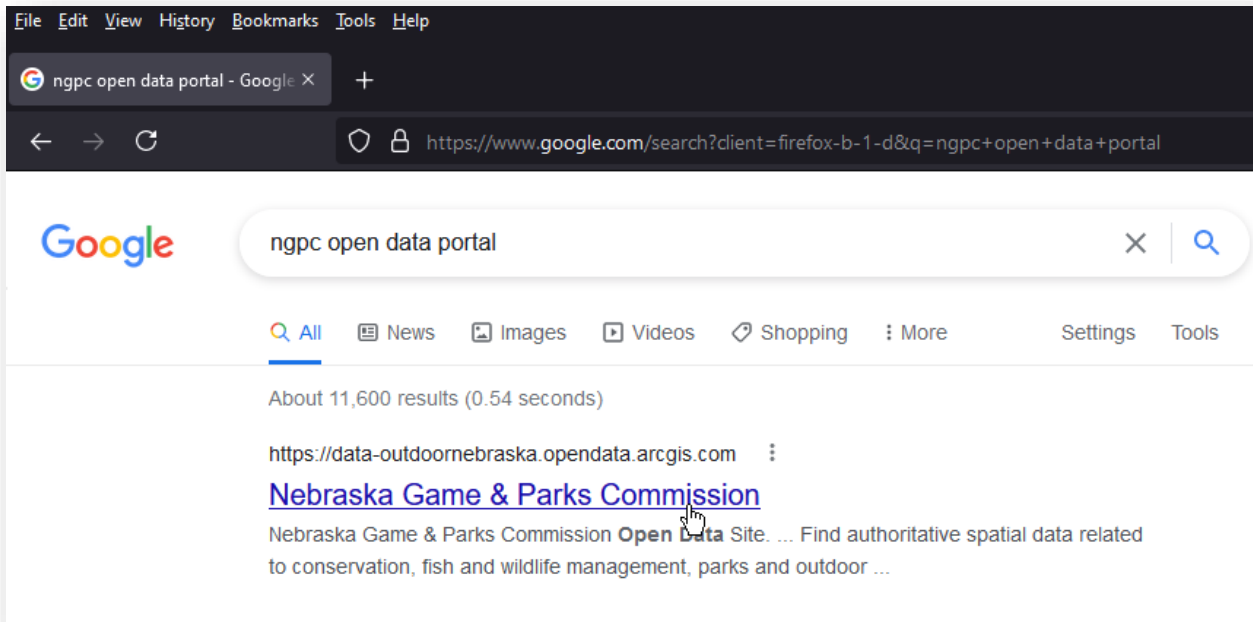 File Edit View History Bookmarks Tools Help
ngpc open data portal - Google
https://www.google.com/search?client=firefox-b-1-d&q=ngpc+open+data+portal
Google ngpc open data portal
All News Images Videos Shopping More Settings Tools
About 11,600 results (0.54 seconds)
https://data-outdoornebraska.opendata.arcgis.com
Nebraska Game & Parks Commission
Nebraska Game & Parks Commission Open Data Site. ... Find authoritative spatial data related
to conservation, fish and wildlife management, parks and outdoor ...